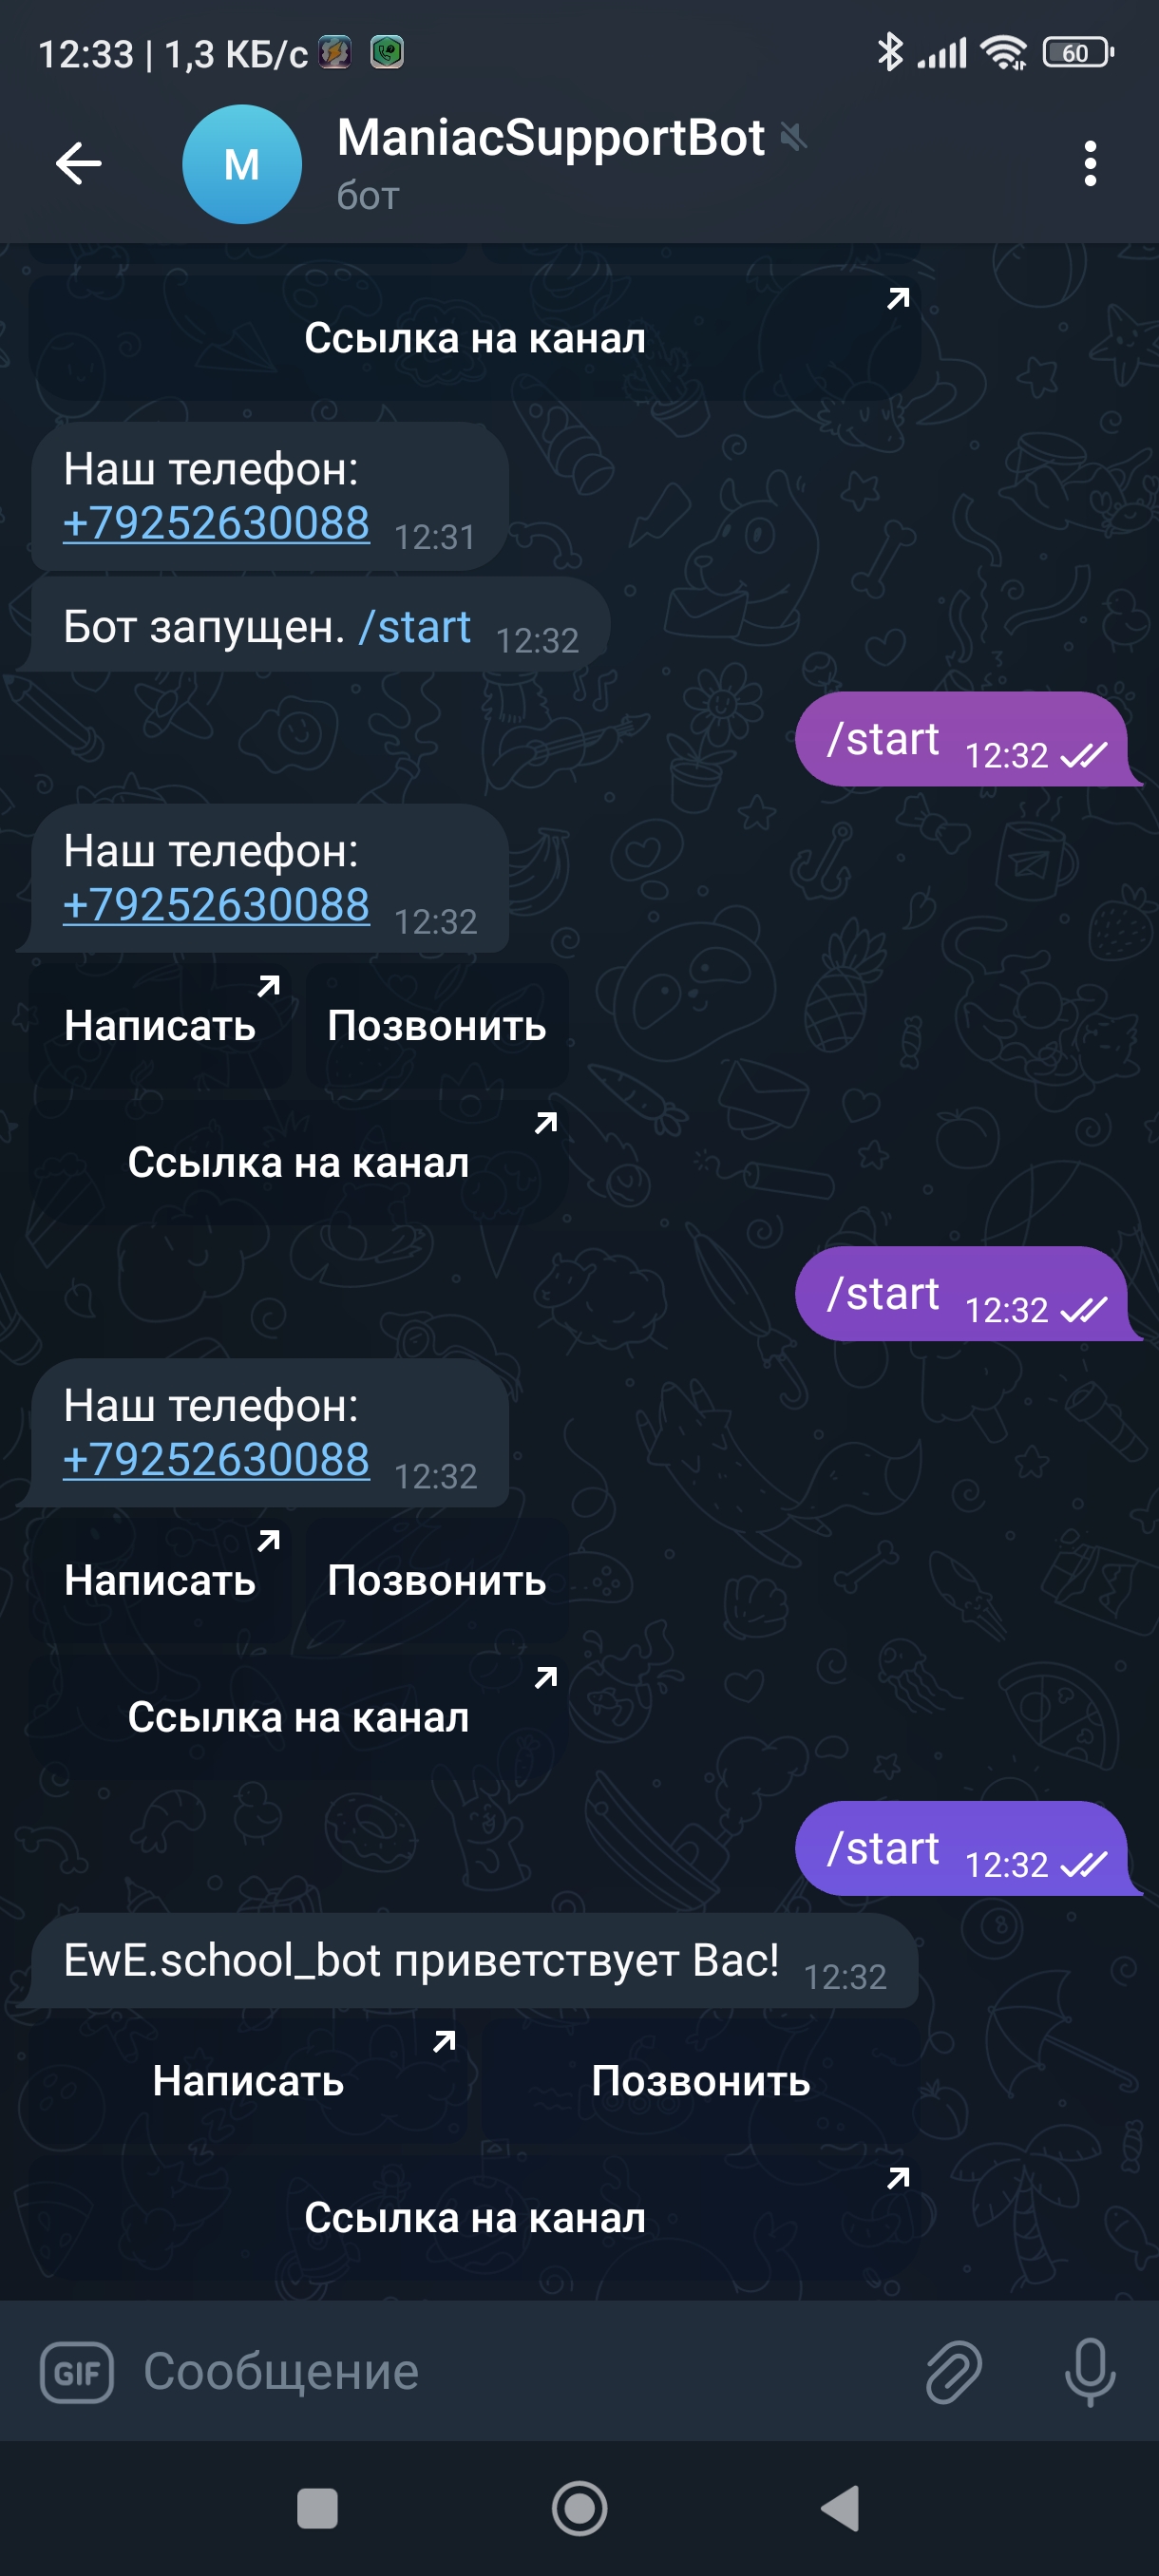 12:33 | 1,3 КБ/с
60
M
ManiacSupportBot
бот
Ссылка на канал
Наш телефон:
+79252630088 12:31
Бот запущен. /start 12:32
/start 12:32
Наш телефон:
+79252630088 12:32
Написать Позвонить
Ссылка на канал
/start 12:32
Наш телефон:
+79252630088 12:32
Написать Позвонить
Ссылка на канал
/start 12:32
EwE.school_bot приветствует Вас! 12:32
Написать Позвонить
Ссылка на канал
GIF Сообщение